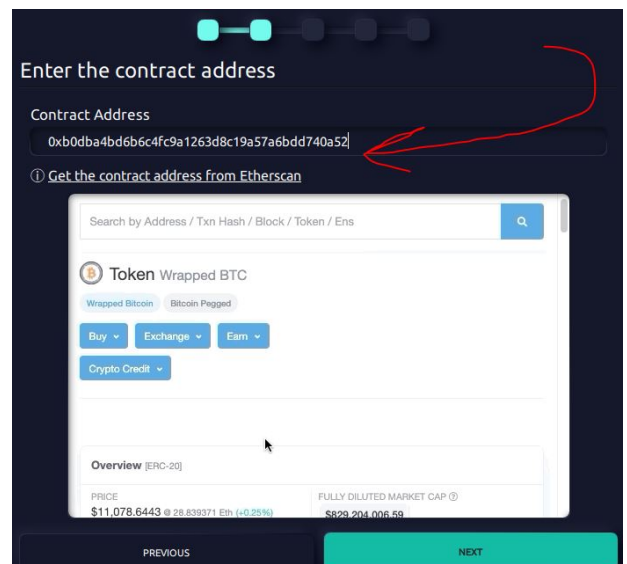 Enter the contract address
Contract Address
0xb0dba4bd6b6c4fc9a1263d8c19a57a6bdd740a52
ⓘ Get the contract address from Etherscan
Search by Address / Txn Hash / Block / Token / Ens
Token Wrapped BTC
Wrapped Bitcoin Bitcoin Pegged
Buy Exchange Earn
Crypto Credit
Overview [ERC-20]
PRICE FULLY DILUTED MARKET CAP
$11,078.6443 @ 28.839371 Eth (+0.25%) $829,204,006.59
PREVIOUS NEXT